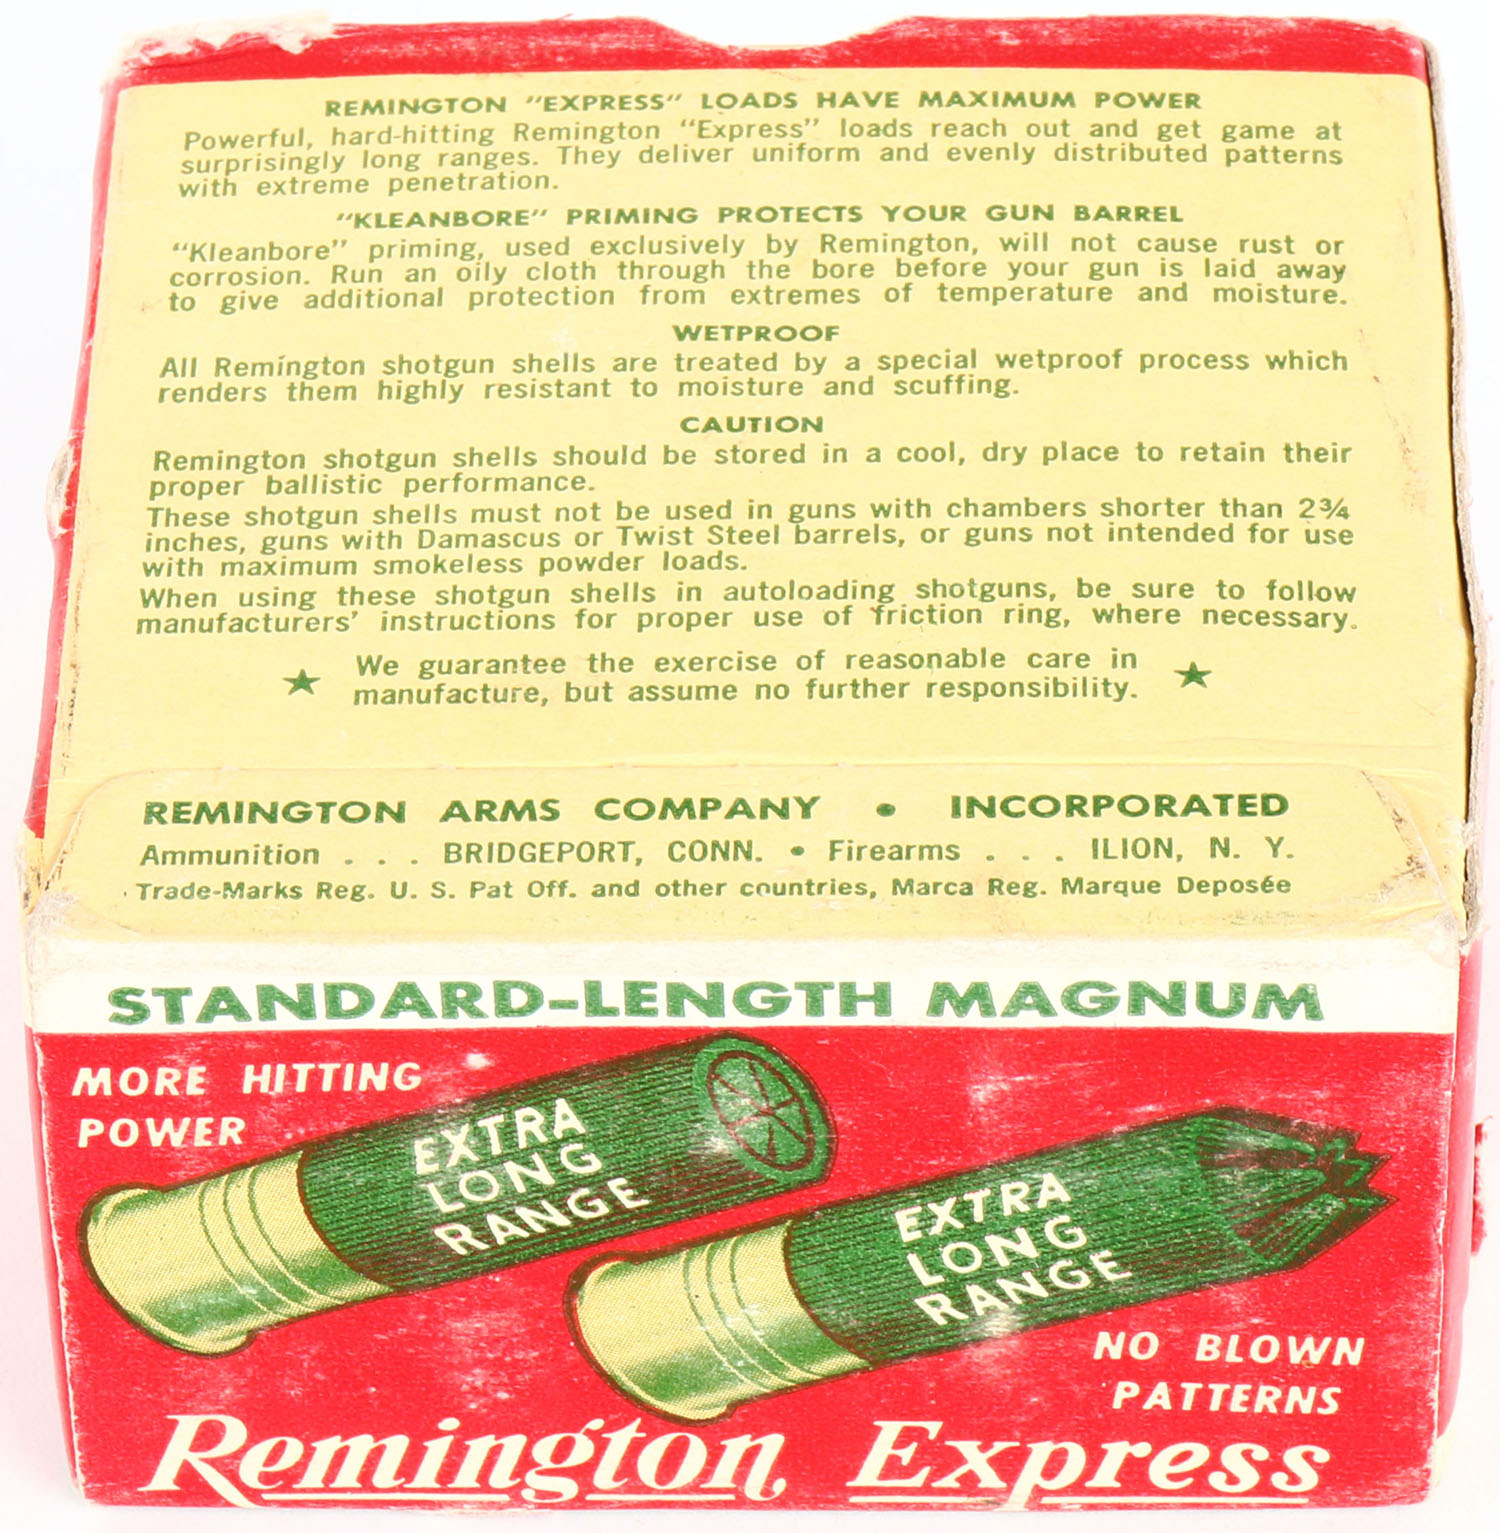 REMINGTON "EXPRESS" LOADS HAVE MAXIMUM POWER
Powerful, hard-hitting Remington "Express" loads reach out and get game at
surprisingly long ranges. They deliver uniform and evenly distributed patterns
with extreme penetration.
"KLEANBORE" PRIMING PROTECTS YOUR GUN BARREL
"Kleanbore" priming, used exclusively by Remington, will not cause rust or
corrosion. Run an oily cloth through the bore before your gun is laid away
to give additional protection from extremes of temperature and moisture.
WETPROOF
All Remington shotgun shells are treated by a special wetproof process which
renders them highly resistant to moisture and scuffing.
CAUTION
Remington shotgun shells should be stored in a cool, dry place to retain their
proper ballistic performance.
These shotgun shells must not be used in guns with chambers shorter than 2¾
inches, guns with Damascus or Twist Steel barrels, or guns not intended for use
with maximum smokeless powder loads.
When using these shotgun shells in autoloading shotguns, be sure to follow
manufacturers' instructions for proper use of friction ring, where necessary.
★ We guarantee the exercise of reasonable care in ★
manufacture, but assume no further responsibility.
REMINGTON ARMS COMPANY • INCORPORATED
Ammunition . . . BRIDGEPORT, CONN. • Firearms . . . ILION, N. Y.
Trade-Marks Reg. U. S. Pat Off. and other countries, Marca Reg. Marque Deposée
STANDARD-LENGTH MAGNUM
MORE HITTING
POWER
EXTRA
LONG
RANGE
EXTRA
LONG
RANGE
NO BLOWN
PATTERNS
Remington, Express